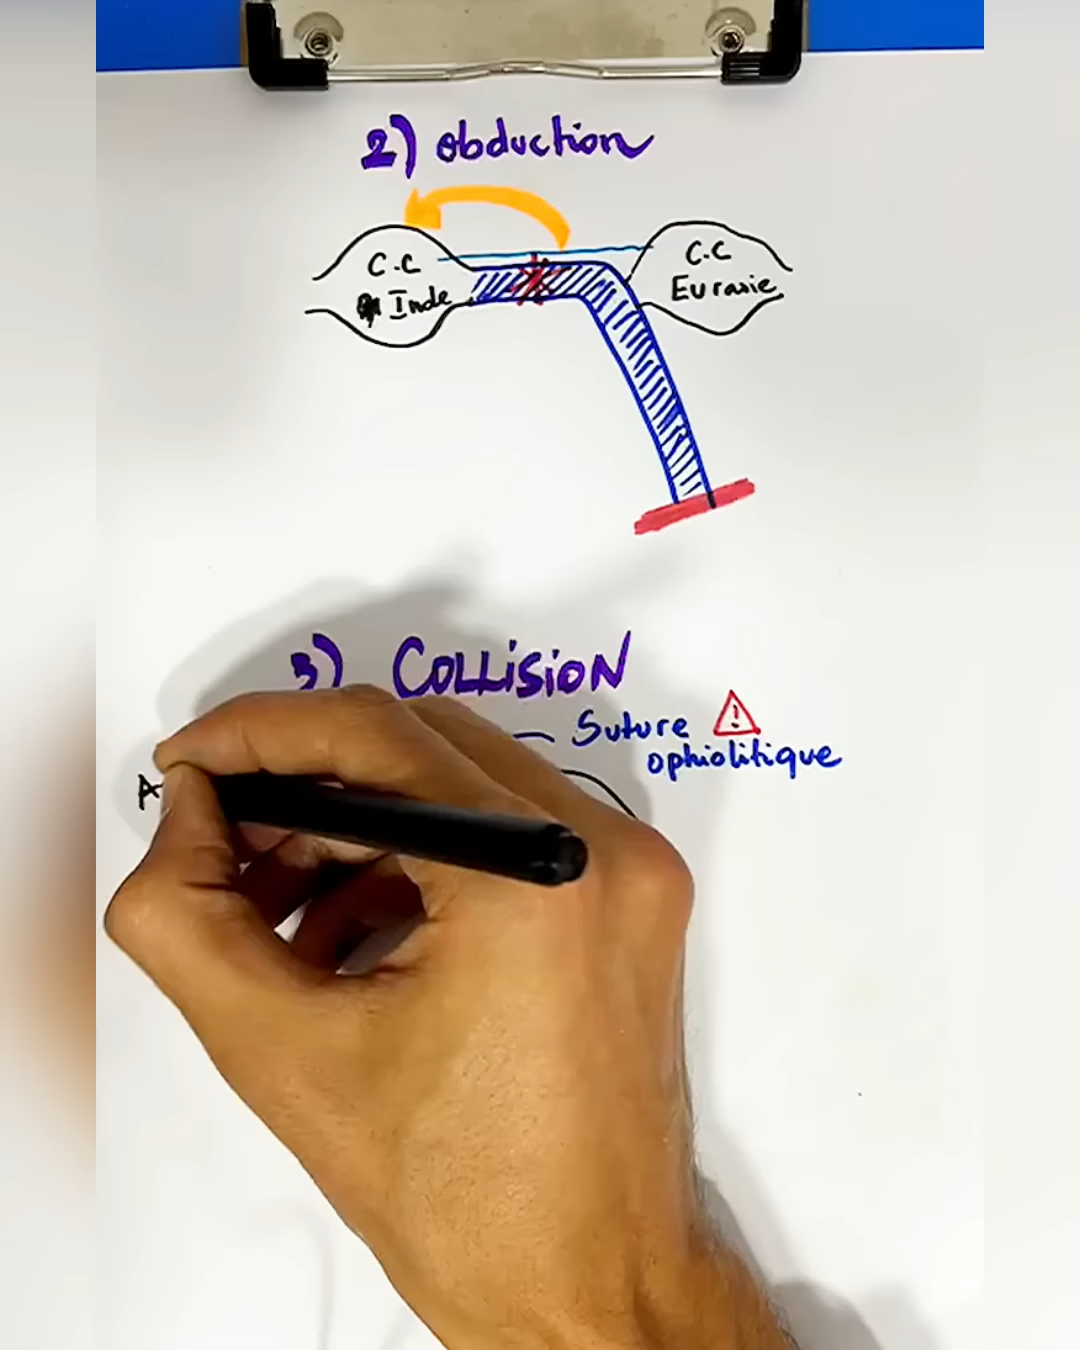 2) obduction
C.C
Inde
C.C
Eurasie
3) COLLiSiON
Suture
ophiolitique
A